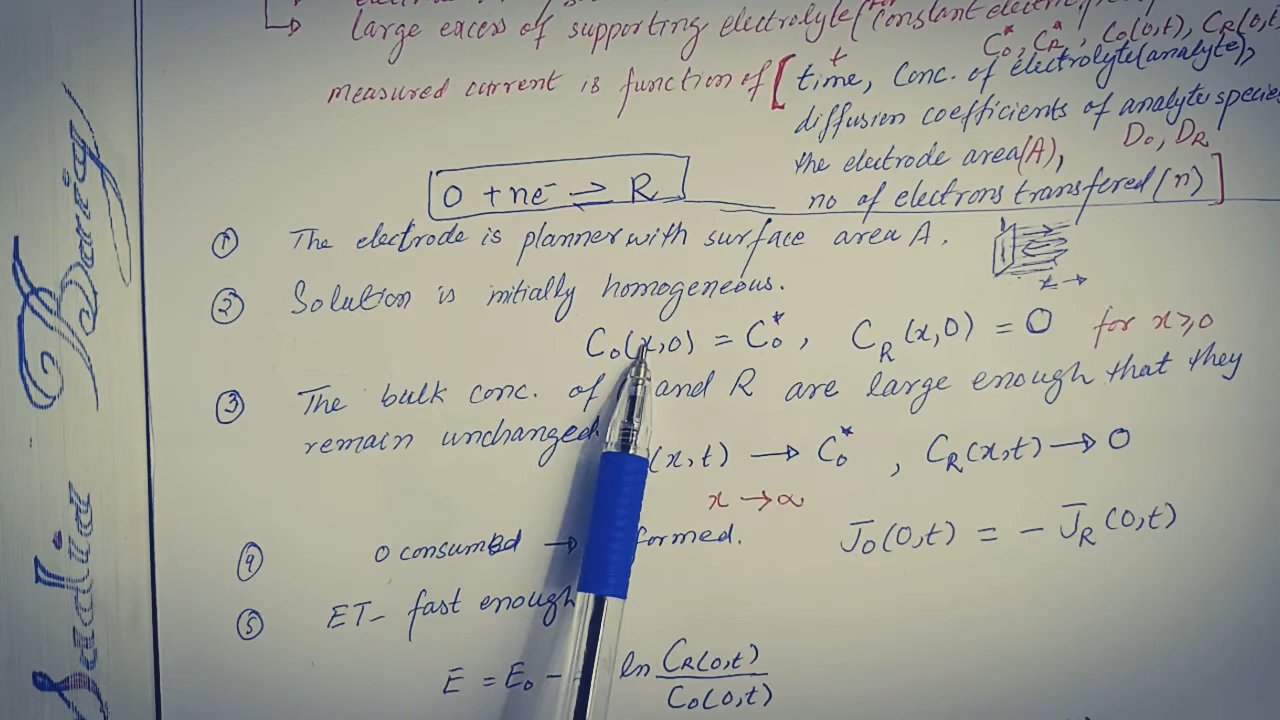 large excess of supporting electrolyte (constant
C₀*, C_R*, C₀(0,t), C_R(0,t
measured current is function of [ time, t Conc. of electrolyte(analyte),
diffusion coefficients of analyte species
D₀, D_R
the electrode area(A),
O + ne⁻ ⇌ R
no of electrons transfered (n) ]
① The electrode is planner with surface area A.
x →
② Solution is initially homogeneous.
C₀(x,0) = C₀*, C_R(x,0) = 0 for x≥0
③ The bulk conc. of and R are large enough that they
remain unchanged
(x,t) → C₀*, C_R(x,t) → 0
x → ∞
④ O consumed → formed. J̄₀(0,t) = - J̄_R(0,t)
⑤ ET- fast enough
E = E₀ - ln C_R(0,t)
C₀(0,t)
Sadia Tariq